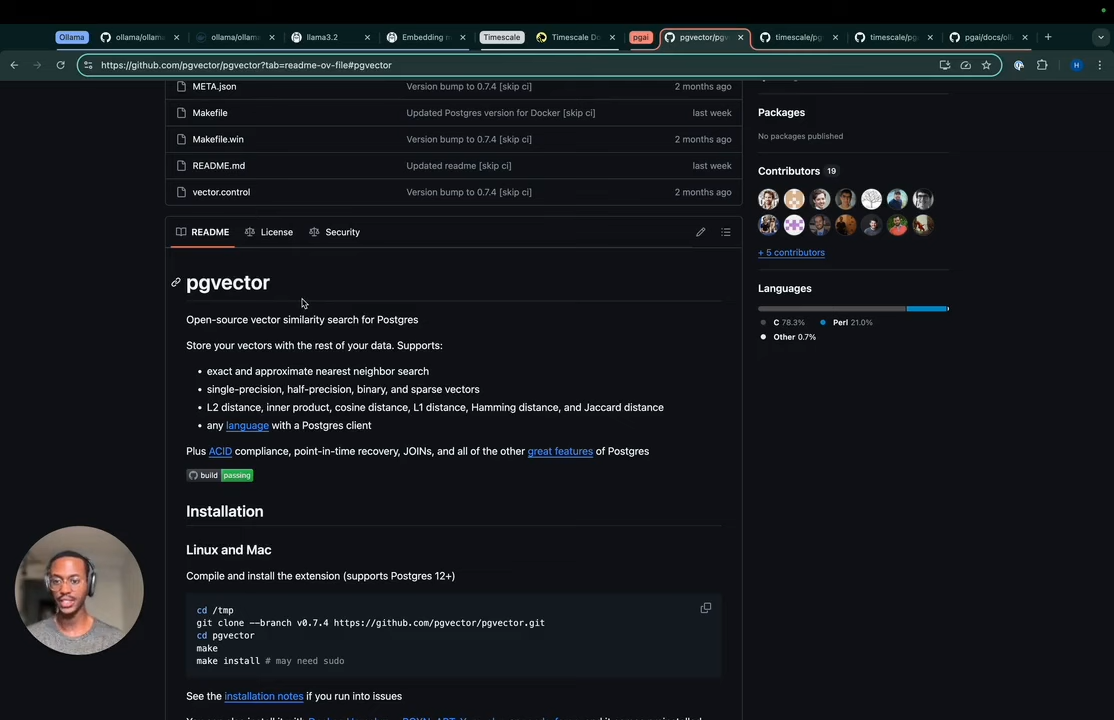 Ollama
ollama/ollam
ollama/ollama
llama3.2
Embedding m
Timescale
Timescale Do
pgai
pgvector/pgv
timescale/pg
timescale/pga
pgai/docs/oll
https://github.com/pgvector/pgvector?tab=readme-ov-file#pgvector
H
META.json Version bump to 0.7.4 [skip ci] 2 months ago
Makefile Updated Postgres version for Docker [skip ci] last week
Makefile.win Version bump to 0.7.4 [skip ci] 2 months ago
README.md Updated readme [skip ci] last week
vector.control Version bump to 0.7.4 [skip ci] 2 months ago
README License Security
pgvector
Open-source vector similarity search for Postgres
Store your vectors with the rest of your data. Supports:
• exact and approximate nearest neighbor search
• single-precision, half-precision, binary, and sparse vectors
• L2 distance, inner product, cosine distance, L1 distance, Hamming distance, and Jaccard distance
• any language with a Postgres client
Plus ACID compliance, point-in-time recovery, JOINs, and all of the other great features of Postgres
build passing
Installation
Linux and Mac
Compile and install the extension (supports Postgres 12+)
cd /tmp
git clone --branch v0.7.4 https://github.com/pgvector/pgvector.git
cd pgvector
make
make install # may need sudo
See the installation notes if you run into issues
Packages
No packages published
Contributors 19
+ 5 contributors
Languages
C 78.3% Perl 21.0%
Other 0.7%